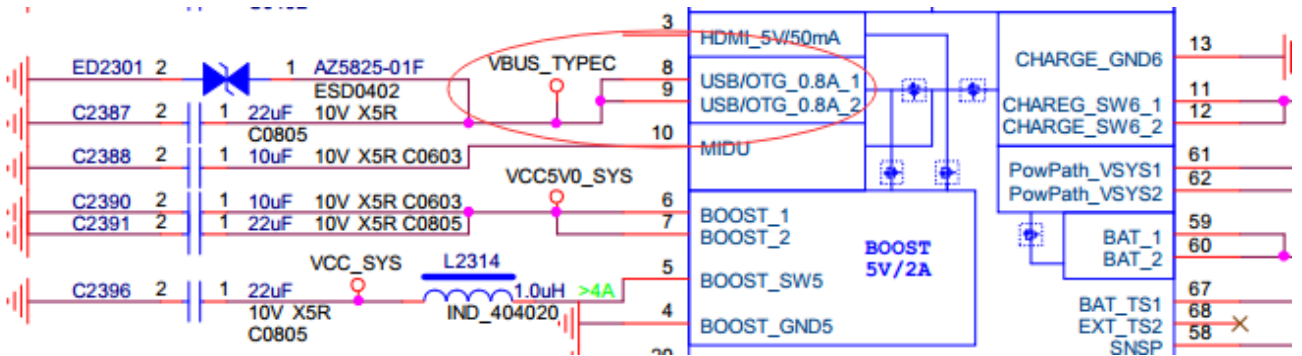 3 HDMI_5V/50mA
13 CHARGE_GND6
ED2301 2 1 AZ5825-01F
ESD0402
VBUS_TYPEC
8 USB/OTG_0.8A_1
9 USB/OTG_0.8A_2
11 CHAREG_SW6_1
12 CHARGE_SW6_2
C2387 2 1 22uF 10V X5R
C0805
10 MIDU
C2388 2 1 10uF 10V X5R C0603
61 PowPath_VSYS1
62 PowPath_VSYS2
VCC5V0_SYS
C2390 2 1 10uF 10V X5R C0603
C2391 2 1 22uF 10V X5R C0805
6 BOOST_1
7 BOOST_2
BOOST
5V/2A
59 BAT_1
60 BAT_2
VCC_SYS
L2314
5 BOOST_SW5
C2396 2 1 22uF
10V X5R
C0805
1.0uH >4A
IND_404020
4 BOOST_GND5
67 BAT_TS1
68 EXT_TS2
58 SNSP